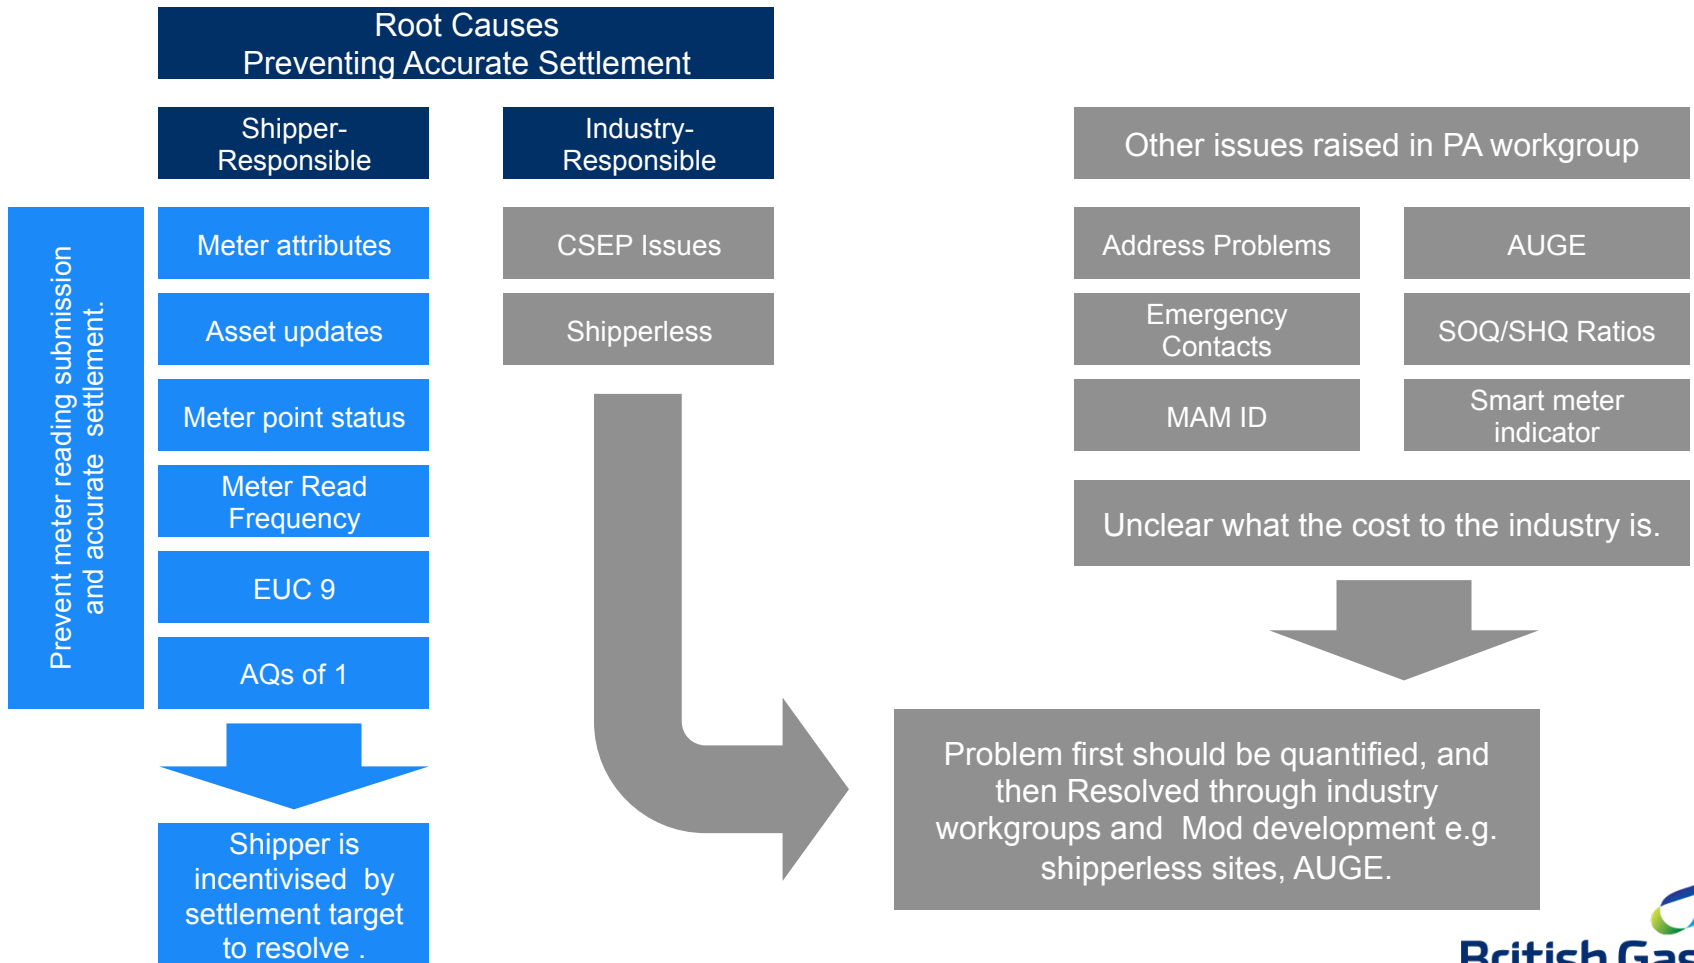 Root Causes
Preventing Accurate Settlement
Shipper-
Responsible
Industry-
Responsible
Other issues raised in PA workgroup
Prevent meter reading submission
and accurate settlement.
Meter attributes
Asset updates
Meter point status
Meter Read
Frequency
EUC 9
AQs of 1
CSEP Issues
Shipperless
Address Problems
AUGE
Emergency
Contacts
SOQ/SHQ Ratios
MAM ID
Smart meter
indicator
Unclear what the cost to the industry is.
Shipper is
incentivised by
settlement target
to resolve .
Problem first should be quantified, and
then Resolved through industry
workgroups and Mod development e.g.
shipperless sites, AUGE.
British Gas